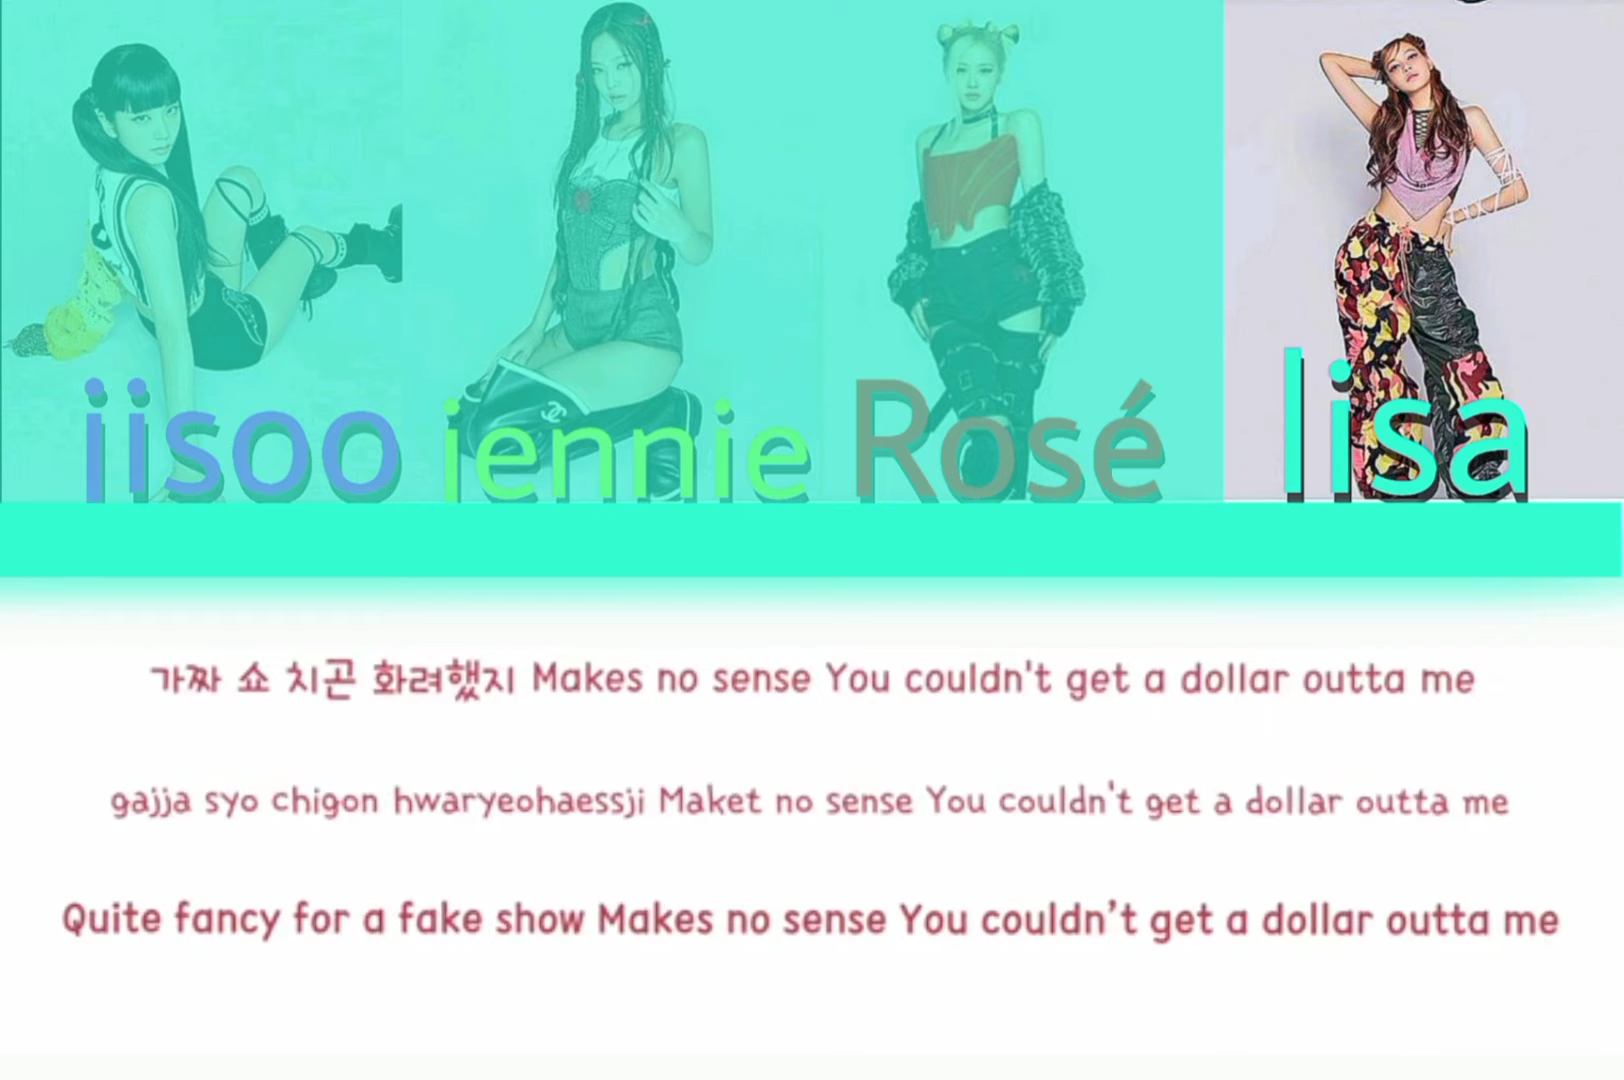 jisoo jennie Rosé lisa
가짜 쇼 치곤 화려했지 Makes no sense You couldn't get a dollar outta me
gajja syo chigon hwaryeohaessji Maket no sense You couldn't get a dollar outta me
Quite fancy for a fake show Makes no sense You couldn’t get a dollar outta me